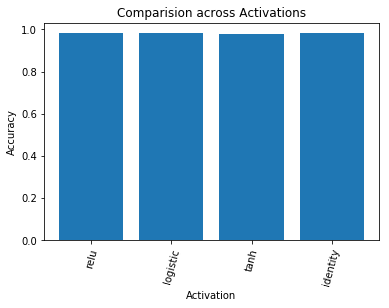 Comparision across Activations
1.0
0.8
0.6
0.4
0.2
0.0
Accuracy
relu
logistic
tanh
identity
Activation